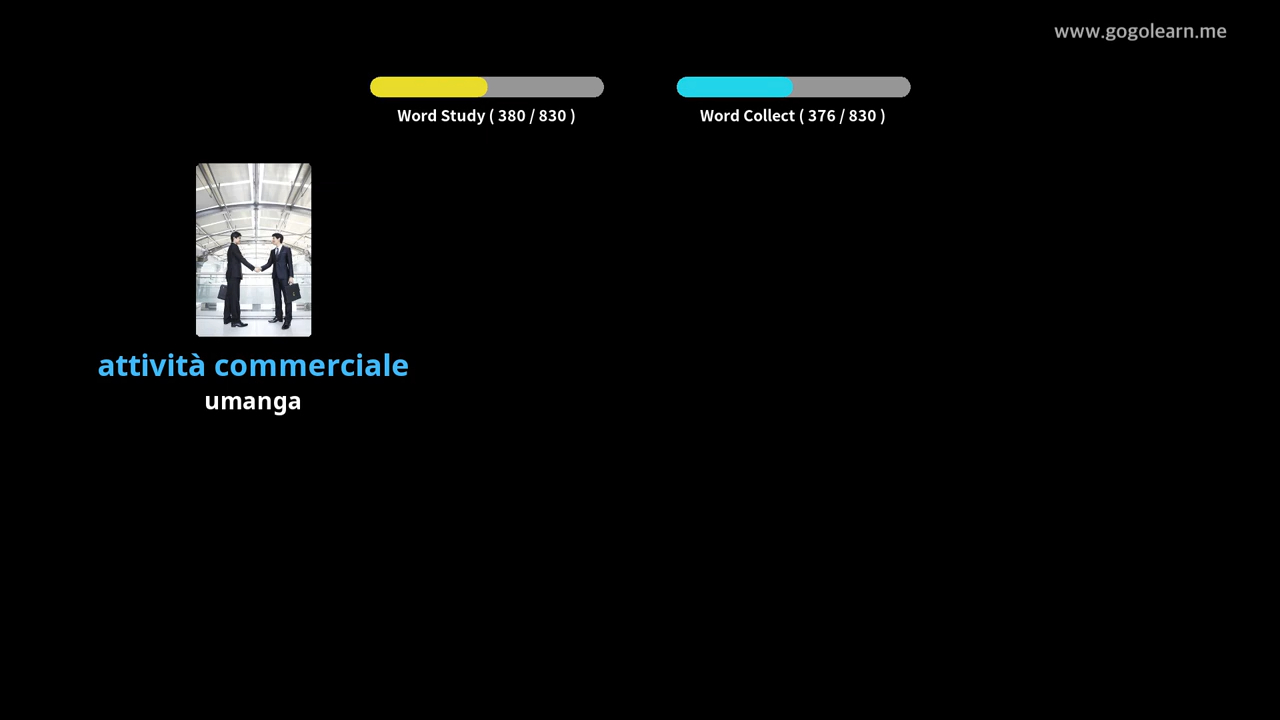 www.gogolearn.me
Word Study ( 380 / 830 )
Word Collect ( 376 / 830 )
attività commerciale
umanga